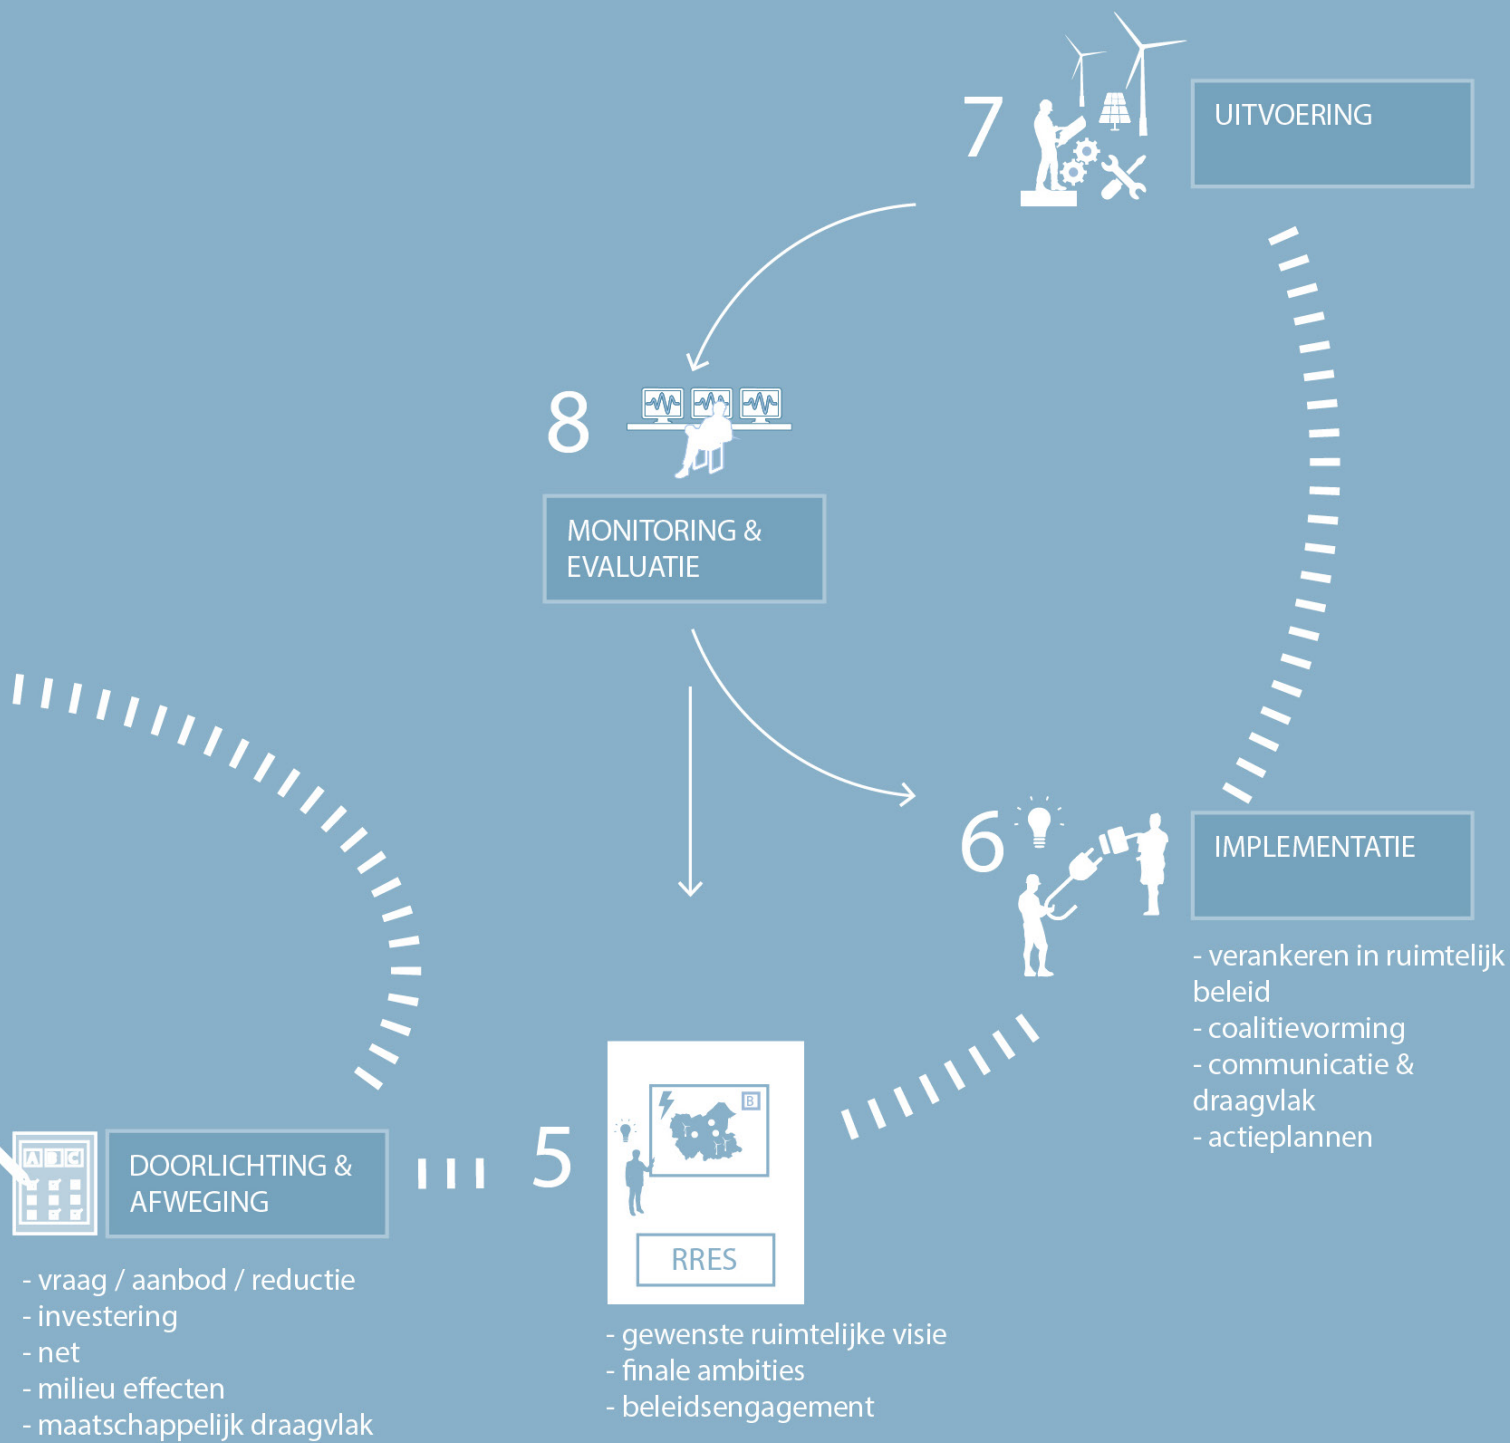 7
UITVOERING
8
MONITORING &
EVALUATIE
6
IMPLEMENTATIE
- verankeren in ruimtelijk
beleid
- coalitievorming
- communicatie &
draagvlak
- actieplannen
A B C
DOORLICHTING &
AFWEGING
- vraag / aanbod / reductie
- investering
- net
- milieu effecten
- maatschappelijk draagvlak
5
B
RRES
- gewenste ruimtelijke visie
- finale ambities
- beleidsengagement